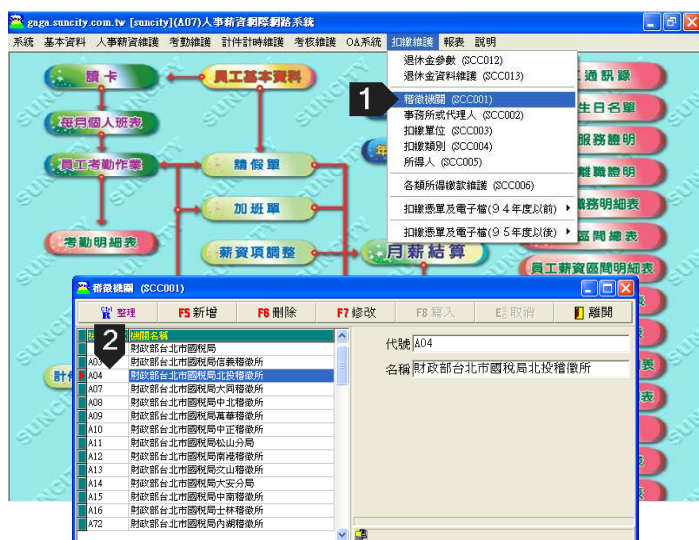 gaga.suncity.com.tw [suncity](A07)人事薪資網際網路系統
系統 基本資料 人事薪資維護 考勤維護 計件計時維護 考核維護 OA系統 扣繳維護 報表 說明
退休金參數 (SCC012)
退休金資料維護 (SCC013)
1
稽徵機關 (SCC001)
事務所或代理人 (SCC002)
扣繳單位 (SCC003)
扣繳類別 (SCC004)
所得人 (SCC005)
各類所得繳款維護 (SCC006)
扣繳憑單及電子檔(94年度以前)
扣繳憑單及電子檔(95年度以後)
讀卡
員工基本資料
通訊錄
每月個人班表
生日名單
服務證明
員工考勤作業
請假單
離職證明
加班單
職務明細表
考勤明細表
薪資項調整
月薪結算
區間總表
員工薪資區間明細表
稽徵機關 (SCC001)
整理 F5新增 F6刪除 F7修改 F8寫入 取消 離開
2
機關名稱
財政部台北市國稅局
A03 財政部台北市國稅局信義稽徵所
A04 財政部台北市國稅局北投稽徵所
A07 財政部台北市國稅局大同稽徵所
A08 財政部台北市國稅局中北稽徵所
A09 財政部台北市國稅局萬華稽徵所
A10 財政部台北市國稅局中正稽徵所
A11 財政部台北市國稅局松山分局
A12 財政部台北市國稅局南港稽徵所
A13 財政部台北市國稅局文山稽徵所
A14 財政部台北市國稅局大安分局
A15 財政部台北市國稅局中南稽徵所
A16 財政部台北市國稅局士林稽徵所
A72 財政部台北市國稅局內湖稽徵所
代號 A04
名稱 財政部台北市國稅局北投稽徵所
計件
表
表
SUNCITY